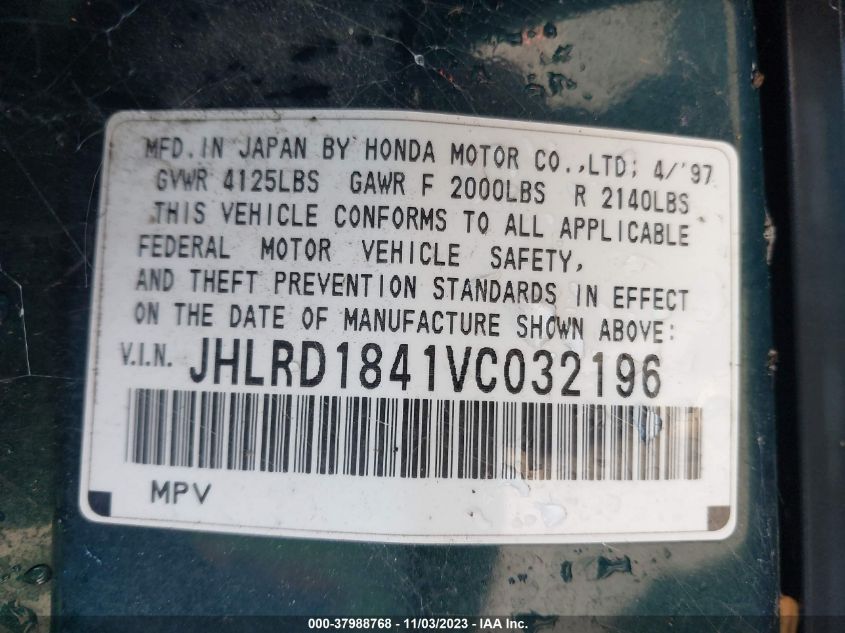 MFD. IN JAPAN BY HONDA MOTOR CO.,LTD; 4/'97
GVWR 4125LBS GAWR F 2000LBS R 2140LBS
THIS VEHICLE CONFORMS TO ALL APPLICABLE
FEDERAL MOTOR VEHICLE SAFETY,
AND THEFT PREVENTION STANDARDS IN EFFECT
ON THE DATE OF MANUFACTURE SHOWN ABOVE:
V.I.N. JHLRD1841VC032196
MPV
000-37988768 - 11/03/2023 - IAA Inc.